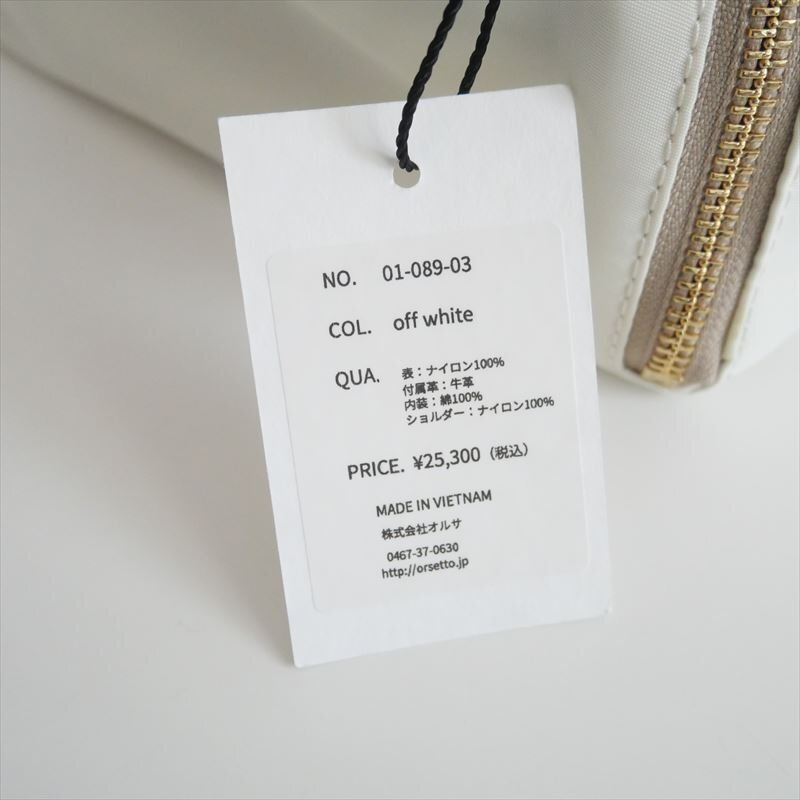 NO. 01-089-03
COL. off white
QUA. 表：ナイロン100%
付属革：牛革
内装：綿100%
ショルダー：ナイロン100%
PRICE. ¥25,300（税込）
MADE IN VIETNAM
株式会社オルサ
0467-37-0630
http://orsetto.jp